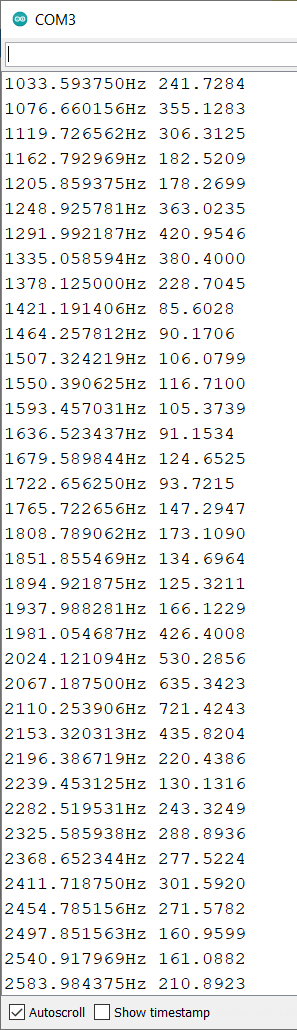 COM3
1033.593750Hz 241.7284
1076.660156Hz 355.1283
1119.726562Hz 306.3125
1162.792969Hz 182.5209
1205.859375Hz 178.2699
1248.925781Hz 363.0235
1291.992187Hz 420.9546
1335.058594Hz 380.4000
1378.125000Hz 228.7045
1421.191406Hz 85.6028
1464.257812Hz 90.1706
1507.324219Hz 106.0799
1550.390625Hz 116.7100
1593.457031Hz 105.3739
1636.523437Hz 91.1534
1679.589844Hz 124.6525
1722.656250Hz 93.7215
1765.722656Hz 147.2947
1808.789062Hz 173.1090
1851.855469Hz 134.6964
1894.921875Hz 125.3211
1937.988281Hz 166.1229
1981.054687Hz 426.4008
2024.121094Hz 530.2856
2067.187500Hz 635.3423
2110.253906Hz 721.4243
2153.320313Hz 435.8204
2196.386719Hz 220.4386
2239.453125Hz 130.1316
2282.519531Hz 243.3249
2325.585938Hz 288.8936
2368.652344Hz 277.5224
2411.718750Hz 301.5920
2454.785156Hz 271.5782
2497.851563Hz 160.9599
2540.917969Hz 161.0882
2583.984375Hz 210.8923
Autoscroll Show timestamp